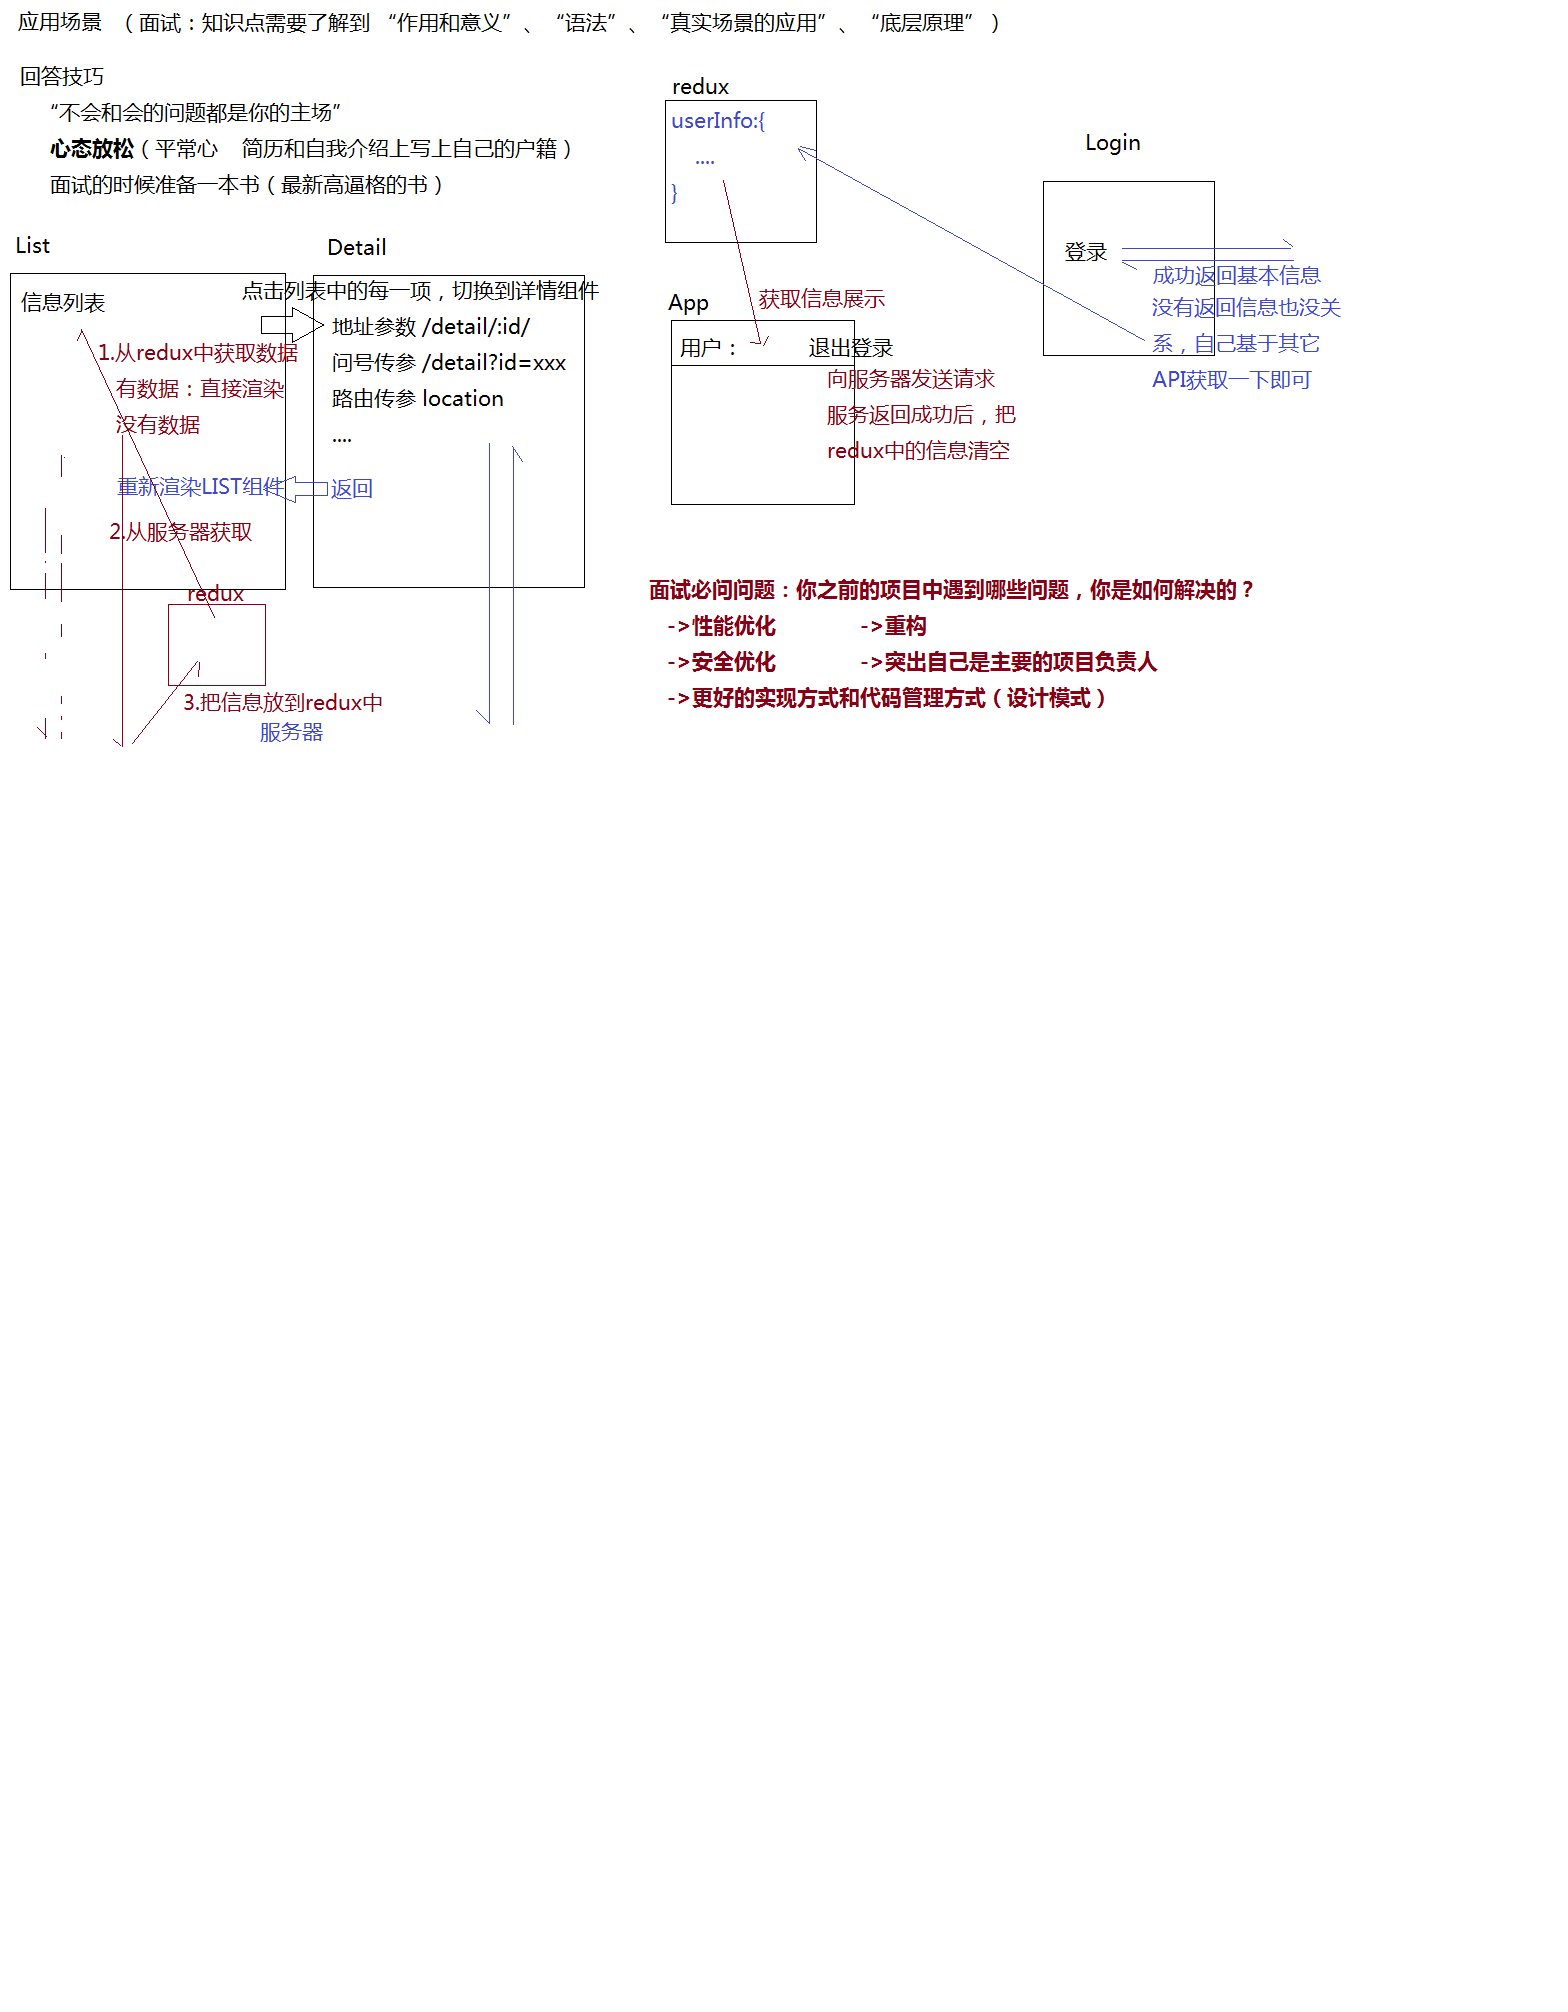 应用场景 （ 面试：知识点需要了解到 “作用和意义”、“语法”、“真实场景的应用”、“底层原理” ）
回答技巧
“不会和会的问题都是你的主场”
心态放松（ 平常心 简历和自我介绍上写上自己的户籍 ）
面试的时候准备一本书（ 最新高逼格的书 ）
List
信息列表
1.从redux中获取数据
有数据：直接渲染
没有数据
重新渲染LIST组件
2.从服务器获取
redux
3.把信息放到redux中
服务器
Detail
点击列表中的每一项，切换到详情组件
地址参数 /detail/:id/
问号传参 /detail?id=xxx
路由传参 location
....
返回
redux
userInfo:{
....
}
App
获取信息展示
用户： 退出登录
向服务器发送请求
服务返回成功后，把
redux中的信息清空
Login
登录
成功返回基本信息
没有返回信息也没关
系，自己基于其它
API获取一下即可
面试必问问题：你之前的项目中遇到哪些问题，你是如何解决的？
->性能优化 ->重构
->安全优化 ->突出自己是主要的项目负责人
->更好的实现方式和代码管理方式（ 设计模式 ）